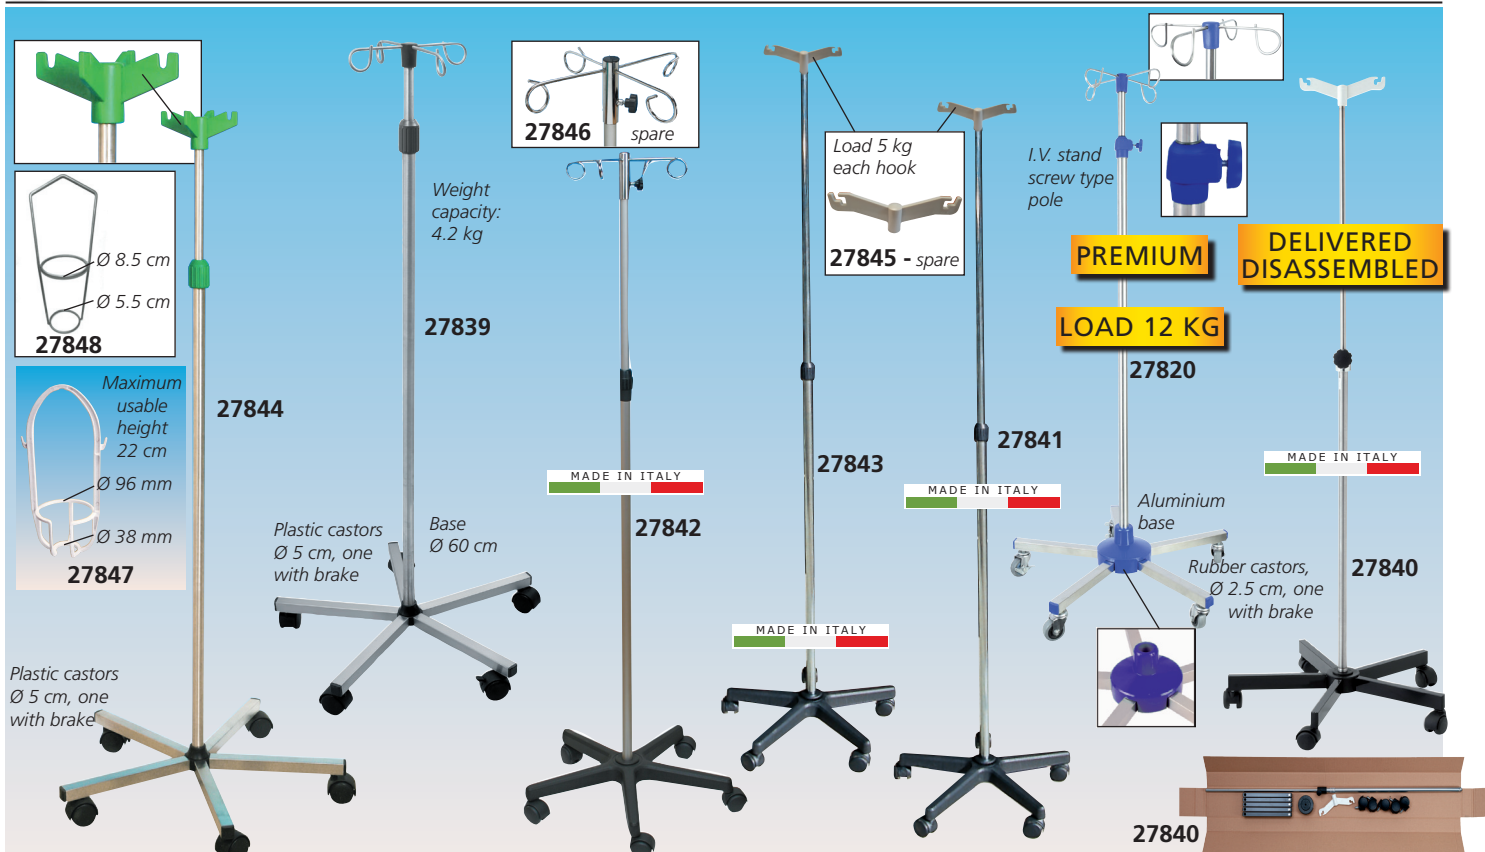 Ø 8.5 cm
Ø 5.5 cm
27848
Maximum
usable
height
22 cm
Ø 96 mm
Ø 38 mm
27847
27844
Plastic castors
Ø 5 cm, one
with brake
Weight
capacity:
4.2 kg
27839
Plastic castors
Ø 5 cm, one
with brake
Base
Ø 60 cm
27846 spare
MADE IN ITALY
27842
Load 5 kg
each hook
27845 - spare
27843
MADE IN ITALY
27841
MADE IN ITALY
I.V. stand
screw type
pole
PREMIUM
LOAD 12 KG
27820
Aluminium
base
Rubber castors,
Ø 2.5 cm, one
with brake
DELIVERED
DISASSEMBLED
MADE IN ITALY
27840
27840